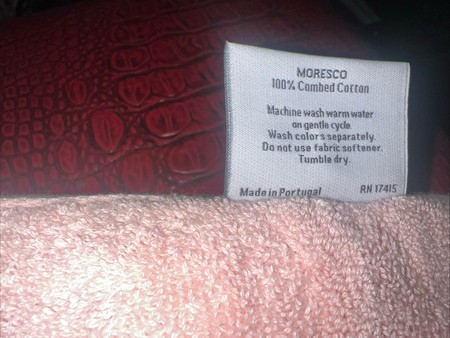 MORESCO
100% Combed Cotton
Machine wash warm water
on gentle cycle.
Wash colors separately.
Do not use fabric softener.
Tumble dry.
Made in Portugal RN 17415